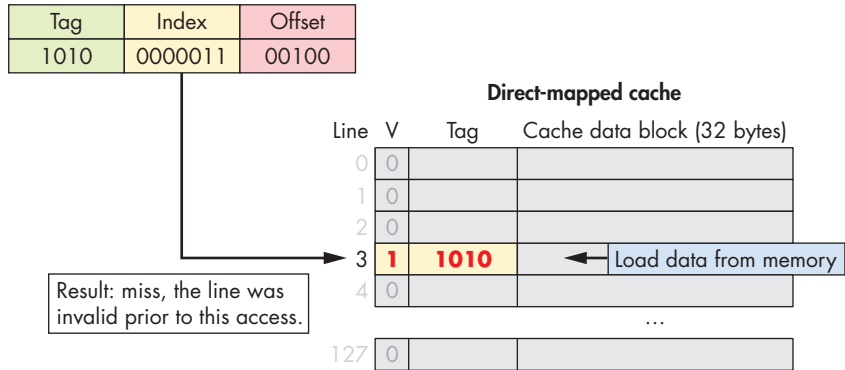 Tag Index Offset
1010 0000011 00100
Direct-mapped cache
Line V Tag Cache data block (32 bytes)
0 0
1 0
2 0
3 1 1010 Load data from memory
4 0
Result: miss, the line was
invalid prior to this access.
…
127 0